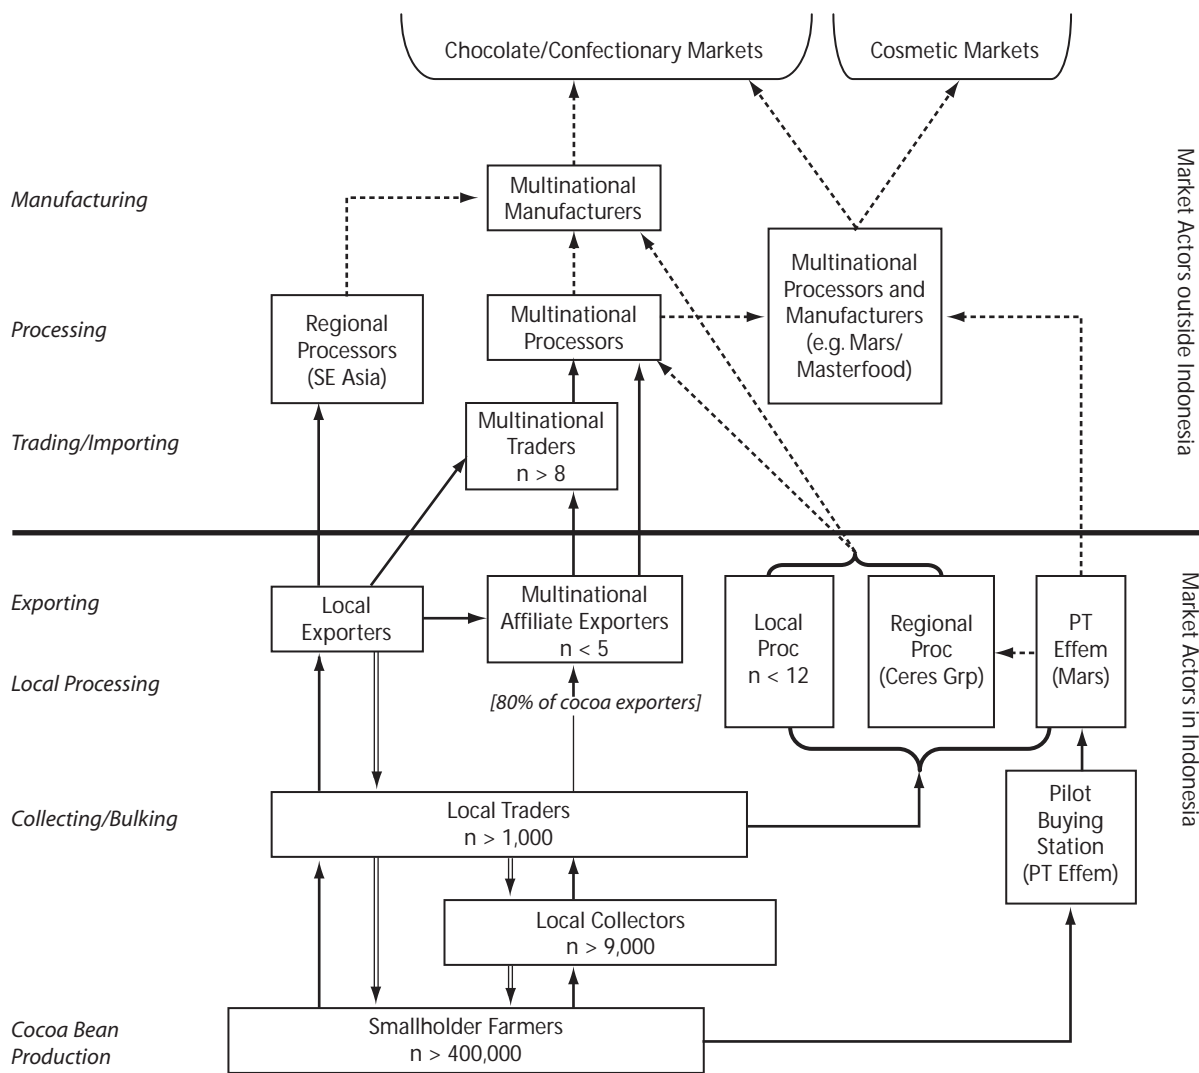 Chocolate/Confectionary Markets
Cosmetic Markets
Manufacturing
Multinational
Manufacturers
Processing
Regional
Processors
(SE Asia)
Multinational
Processors
Multinational
Processors and
Manufacturers
(e.g. Mars/
Masterfood)
Trading/Importing
Multinational
Traders
n > 8
Market Actors outside Indonesia
Exporting
Local
Exporters
Multinational
Affiliate Exporters
n < 5
Local
Proc
n < 12
Regional
Proc
(Ceres Grp)
PT
Effem
(Mars)
Local Processing
[80% of cocoa exporters]
Market Actors in Indonesia
Collecting/Bulking
Local Traders
n > 1,000
Pilot
Buying
Station
(PT Effem)
Local Collectors
n > 9,000
Cocoa Bean
Production
Smallholder Farmers
n > 400,000